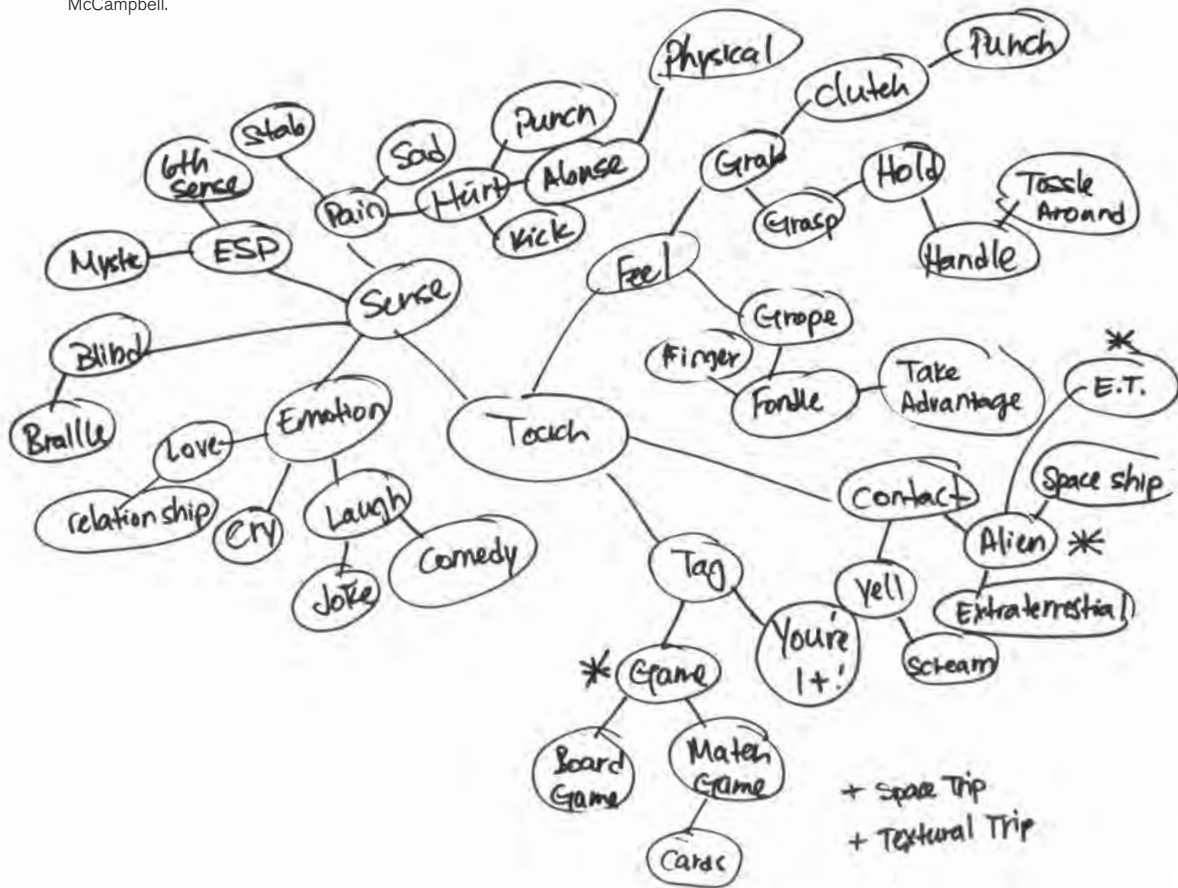 McCampbell.
Physical
Punch
Clutch
Stab
Punch
Sad
6th
sense
Grab
Hold
Tossle
Around
Pain
Hurt
Abuse
Grasp
Kick
Handle
ESP
Feel
Sense
Grope
Blind
Finger
E.T.
Fondle
Take
Advantage
Emotion
Touch
Braille
Love
Contact
Space ship
relationship
Cry
Laugh
Alien
Comedy
Tag
Yell
Joke
Extraterrestial
You're
It!
Scream
Game
Board
Game
Match
Game
+ Space Trip
+ Textural Trip
Cards